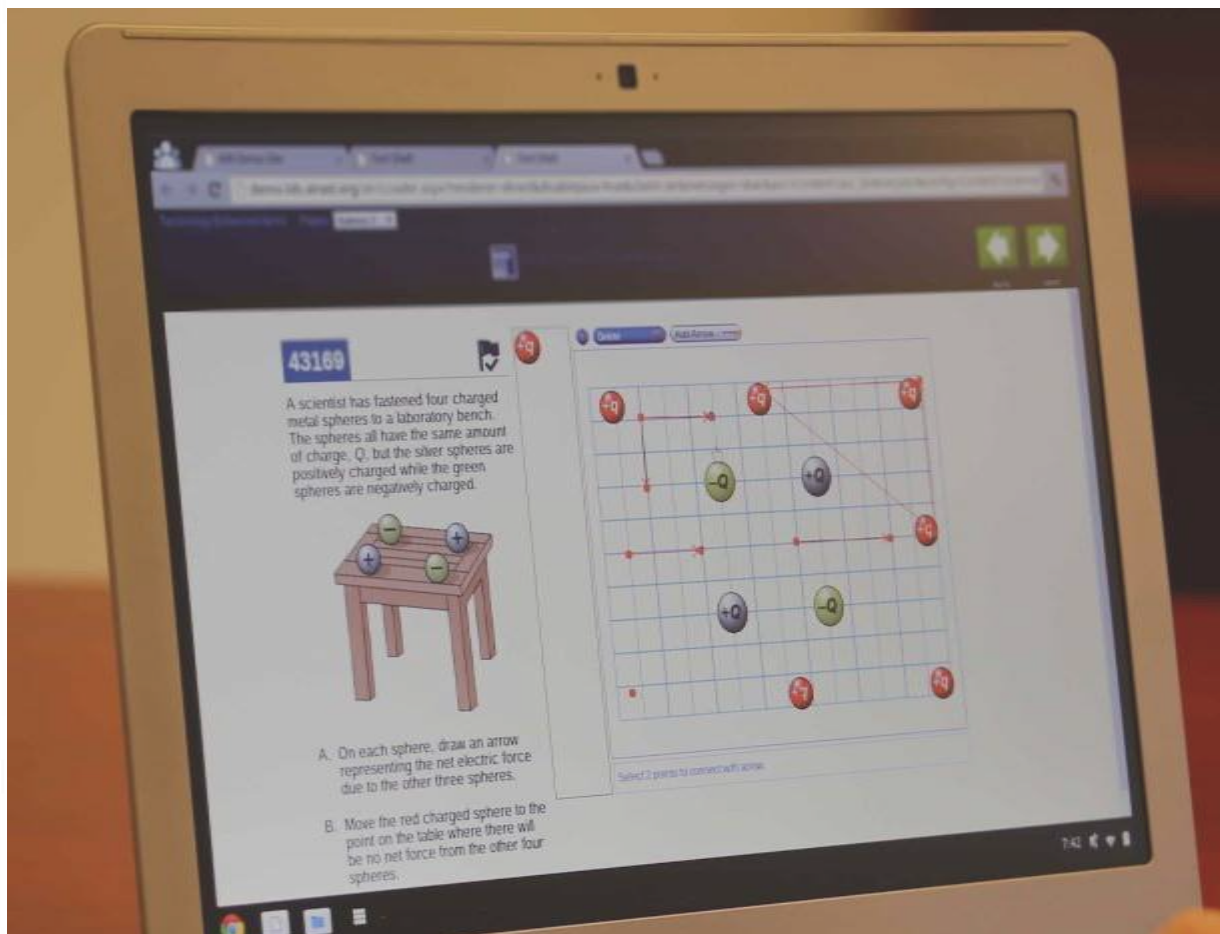 43169
+q
A scientist has fastened four charged
metal spheres to a laboratory bench.
The spheres all have the same amount
of charge, Q, but the silver spheres are
positively charged while the green
spheres are negatively charged.
−
+
+
−
A. On each sphere, draw an arrow
representing the net electric force
due to the other three spheres.
B. Move the red charged sphere to the
point on the table where there will
be no net force from the other four
spheres.
Delete
+q
+q
+q
−Q
+Q
+q
+Q
−Q
+q
+q
Select 2 points to connect with arrow.
7:42